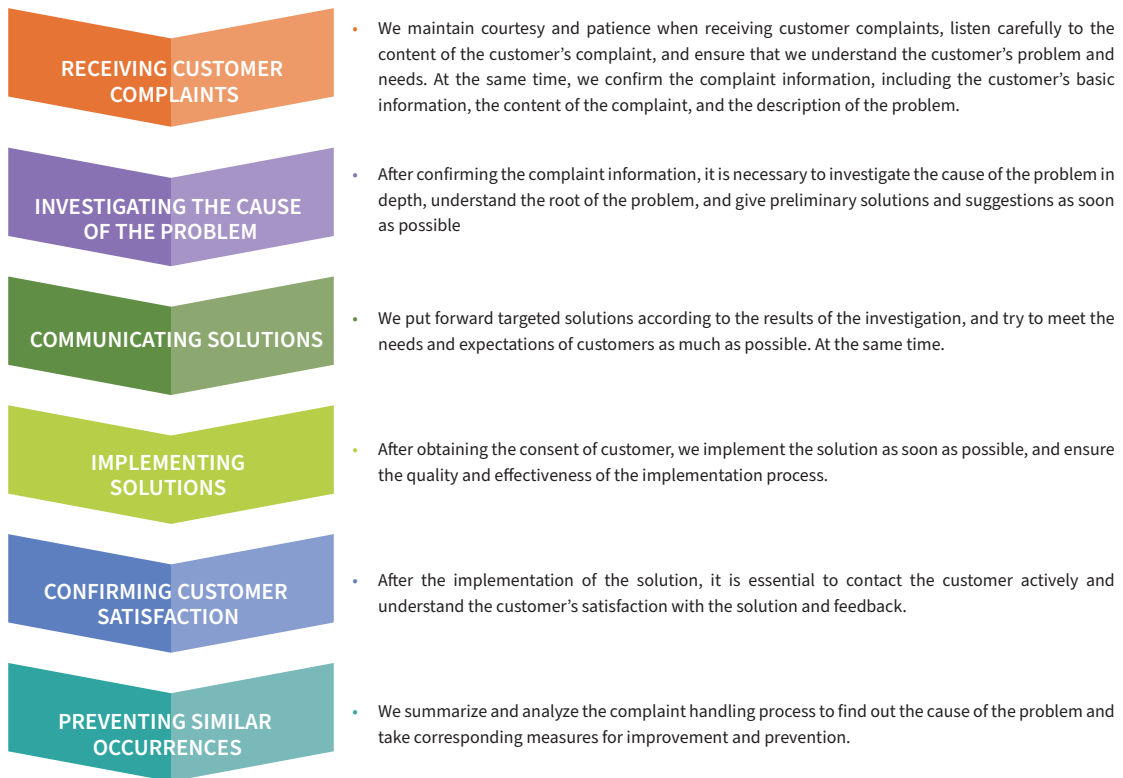 RECEIVING CUSTOMER
COMPLAINTS
• We maintain courtesy and patience when receiving customer complaints, listen carefully to the
content of the customer’s complaint, and ensure that we understand the customer’s problem and
needs. At the same time, we confirm the complaint information, including the customer’s basic
information, the content of the complaint, and the description of the problem.
INVESTIGATING THE CAUSE
OF THE PROBLEM
• After confirming the complaint information, it is necessary to investigate the cause of the problem in
depth, understand the root of the problem, and give preliminary solutions and suggestions as soon
as possible
COMMUNICATING SOLUTIONS
• We put forward targeted solutions according to the results of the investigation, and try to meet the
needs and expectations of customers as much as possible. At the same time.
IMPLEMENTING
SOLUTIONS
• After obtaining the consent of customer, we implement the solution as soon as possible, and ensure
the quality and effectiveness of the implementation process.
CONFIRMING CUSTOMER
SATISFACTION
• After the implementation of the solution, it is essential to contact the customer actively and
understand the customer’s satisfaction with the solution and feedback.
PREVENTING SIMILAR
OCCURRENCES
• We summarize and analyze the complaint handling process to find out the cause of the problem and
take corresponding measures for improvement and prevention.